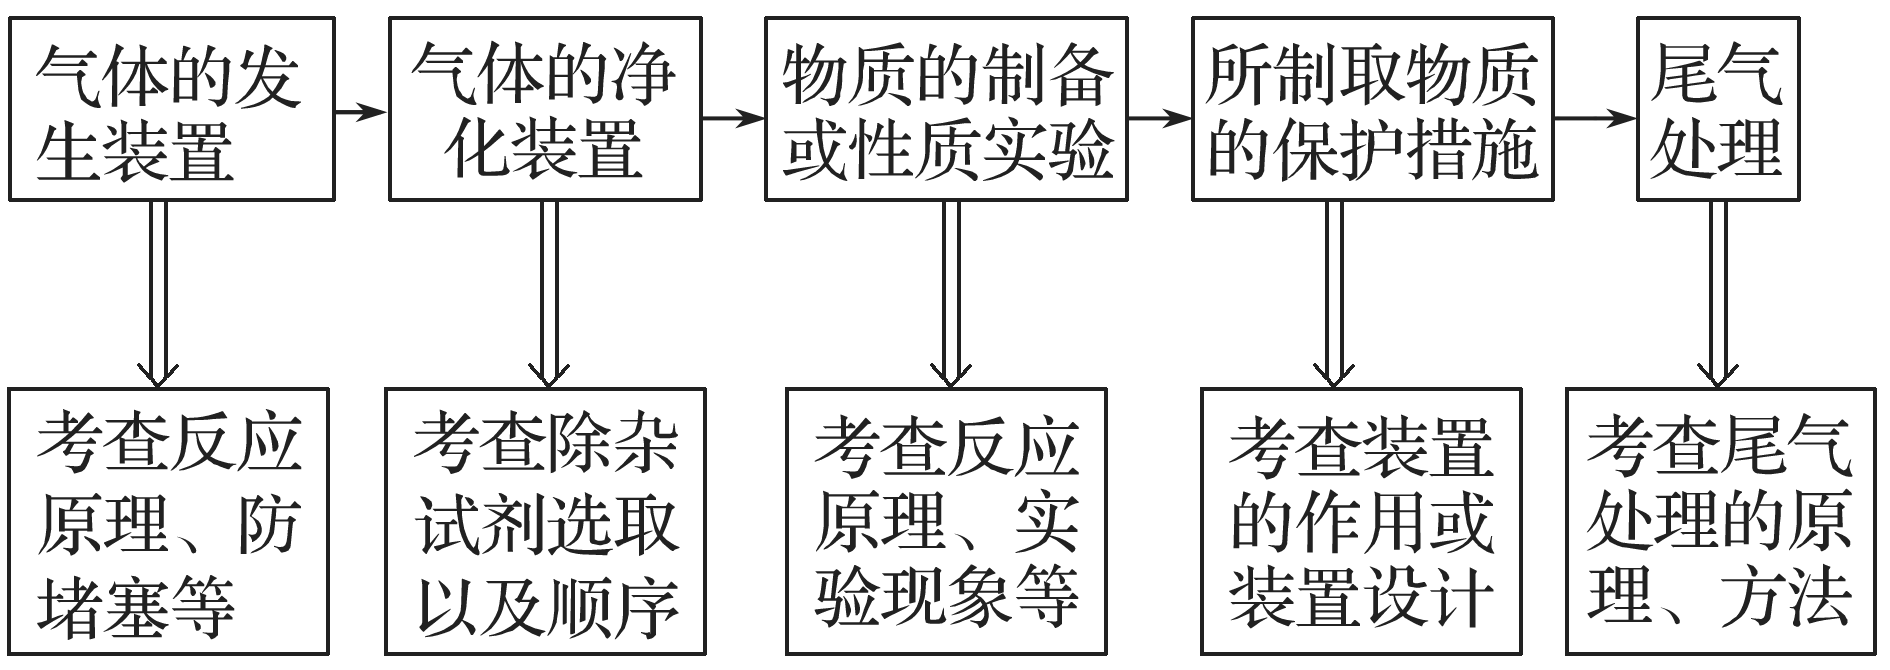 气体的发
生装置
气体的净
化装置
物质的制备
或性质实验
所制取物质
的保护措施
尾气
处理
考查反应
原理、防
堵塞等
考查除杂
试剂选取
以及顺序
考查反应
原理、实
验现象等
考查装置
的作用或
装置设计
考查尾气
处理的原
理、方法